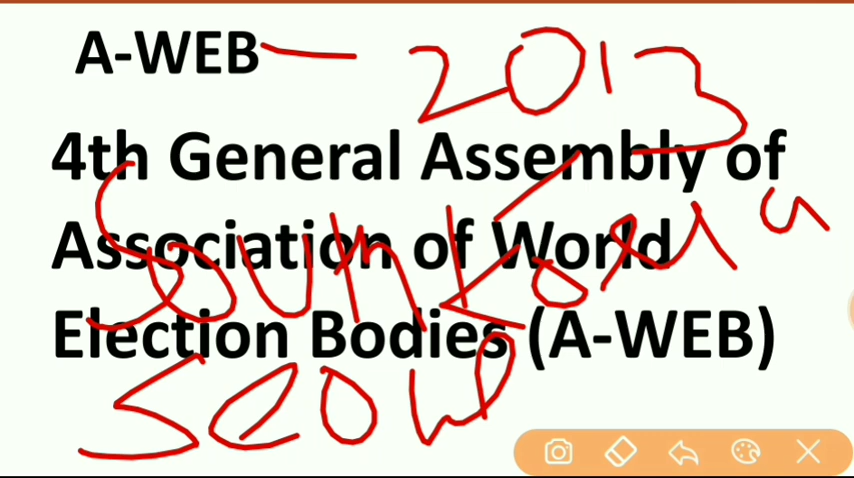 A-WEB — 2013
4th General Assembly of
Association of World
South Korea
Election Bodies (A-WEB)
Seoul